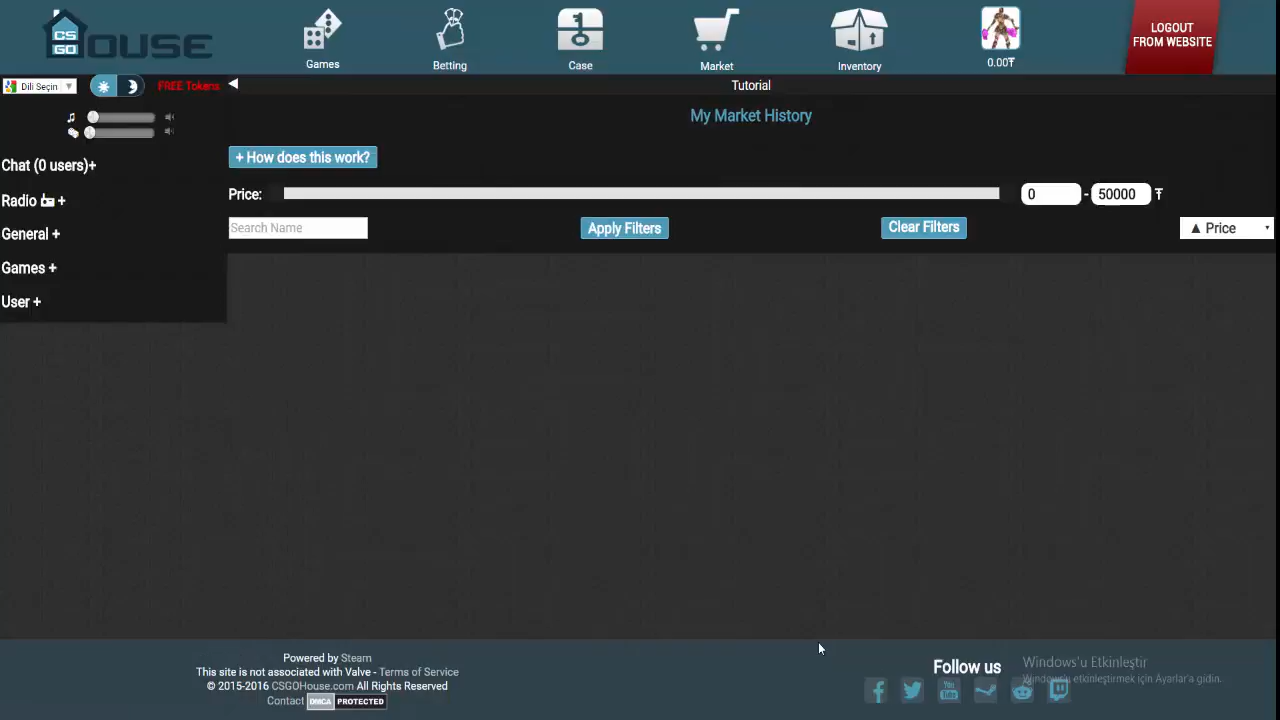 CS
GO
HOUSE
Games
Betting
Case
Market
Inventory
0.00₸
LOGOUT
FROM WEBSITE
Dili Seçin ▼
FREE Tokens
Tutorial
My Market History
Chat (0 users)+
Radio +
General +
Games +
User +
+ How does this work?
Price:
0 - 50000 ₸
Search Name
Apply Filters
Clear Filters
▲ Price
Powered by Steam
This site is not associated with Valve - Terms of Service
© 2015-2016 CSGOHouse.com All Rights Reserved
Contact DMCA PROTECTED
Follow us
You
Tube
Windows'u Etkinleştir
Windows'u etkinleştirmek için Ayarlar'a gidin.